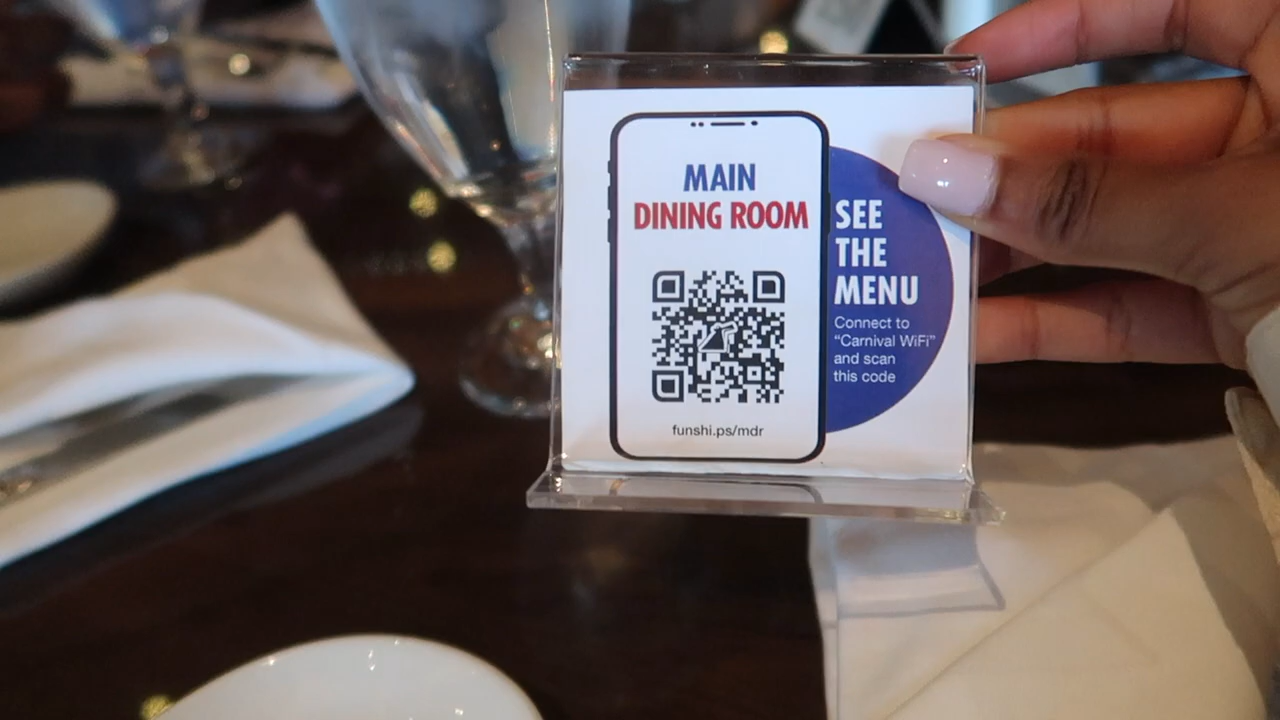 MAIN
DINING ROOM
funshi.ps/mdr
SEE
THE
MENU
Connect to
“Carnival WiFi”
and scan
this code